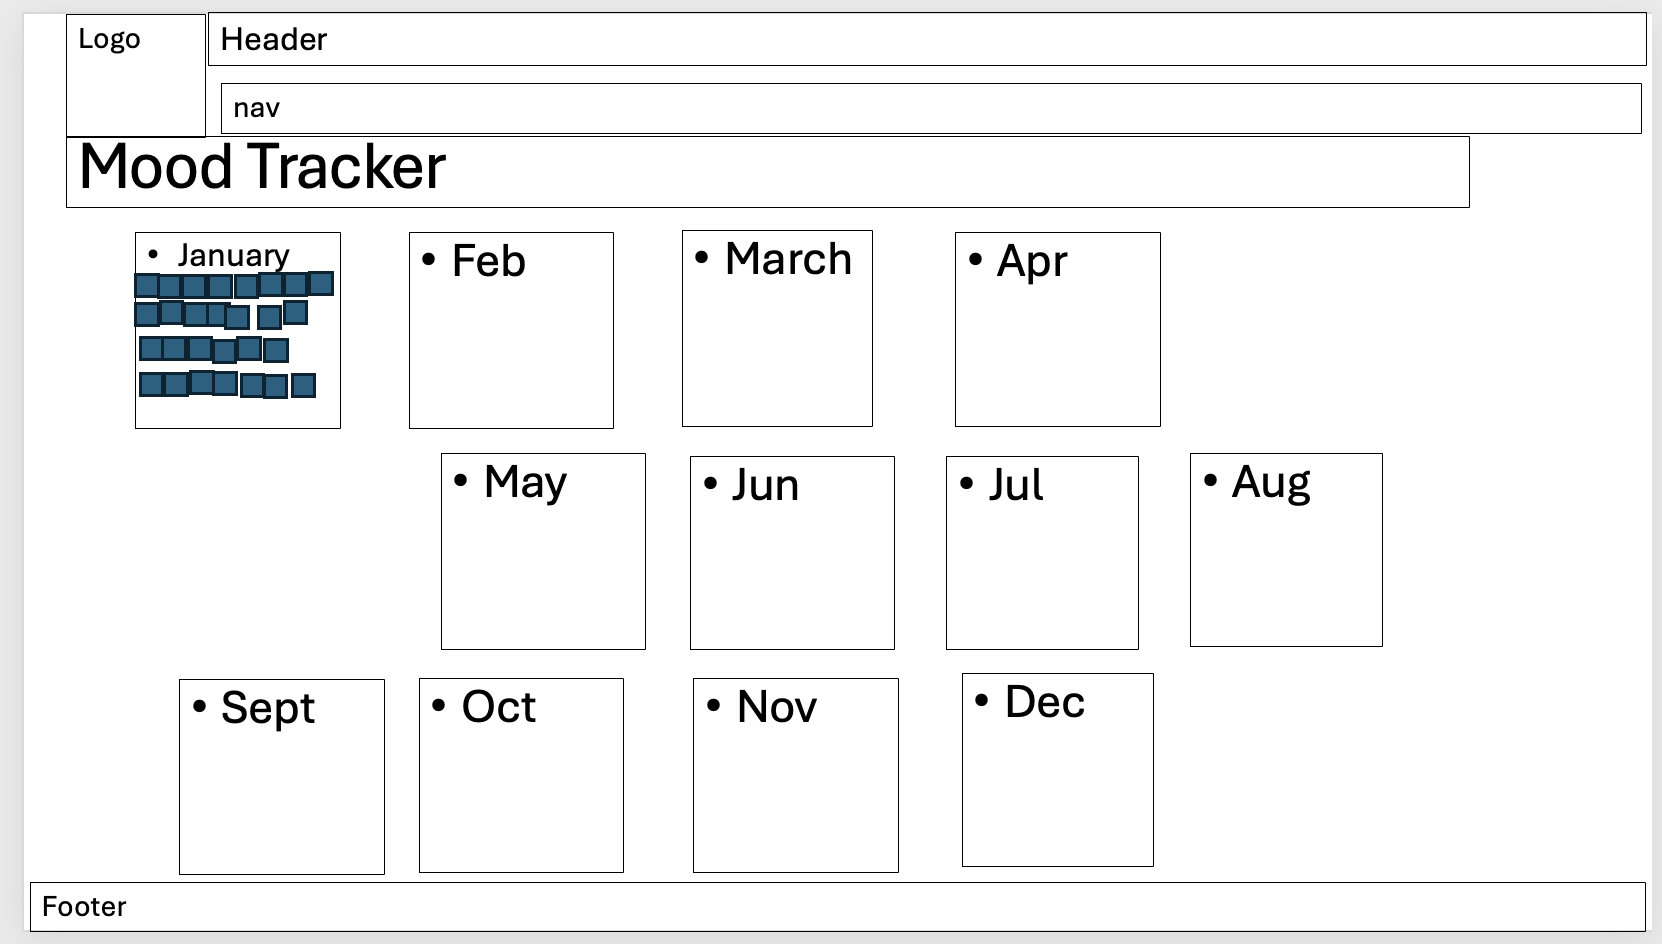 Logo
Header
nav
Mood Tracker
• January
• Feb
• March
• Apr
• May
• Jun
• Jul
• Aug
• Sept
• Oct
• Nov
• Dec
Footer